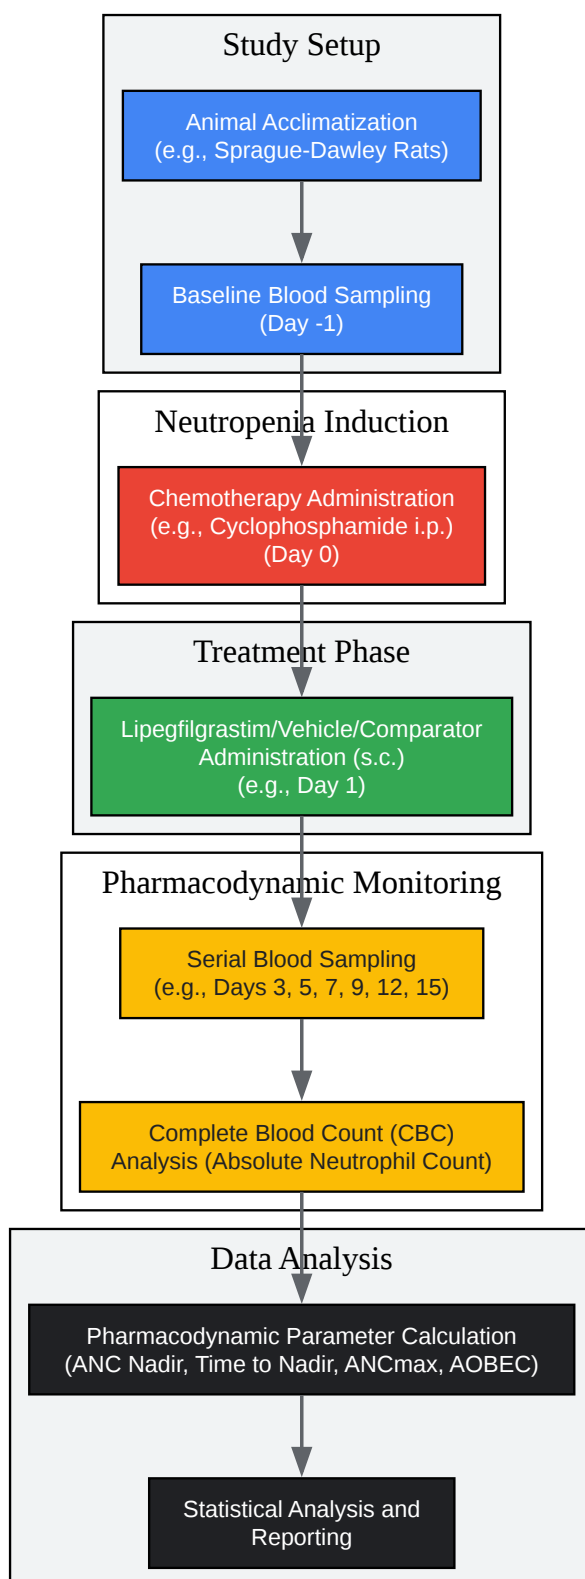 Study Setup
Animal Acclimatization
(e.g., Sprague-Dawley Rats)
Baseline Blood Sampling
(Day -1)
Neutropenia Induction
Chemotherapy Administration
(e.g., Cyclophosphamide i.p.)
(Day 0)
Treatment Phase
Lipegfilgrastim/Vehicle/Comparator
Administration (s.c.)
(e.g., Day 1)
Pharmacodynamic Monitoring
Serial Blood Sampling
(e.g., Days 3, 5, 7, 9, 12, 15)
Complete Blood Count (CBC)
Analysis (Absolute Neutrophil Count)
Data Analysis
Pharmacodynamic Parameter Calculation
(ANC Nadir, Time to Nadir, ANCmax, AOBEC)
Statistical Analysis and
Reporting